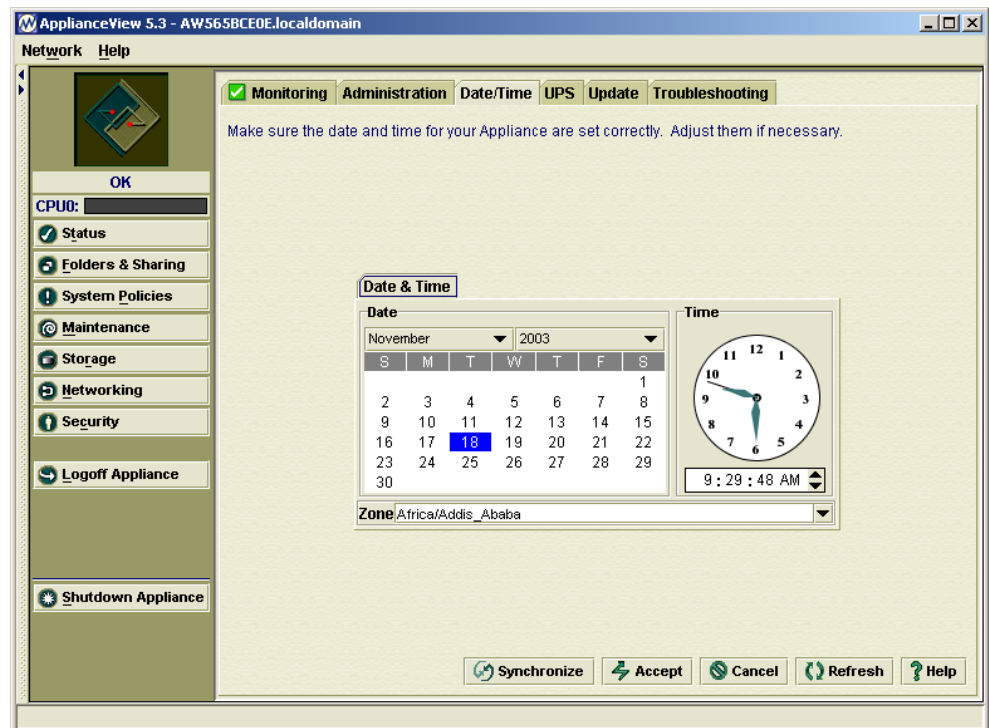 ApplianceView 5.3 - AW565BCE0E.localdomain
Network Help
Monitoring Administration Date/Time UPS Update Troubleshooting
Make sure the date and time for your Appliance are set correctly. Adjust them if necessary.
OK
CPU0:
Status
Folders & Sharing
System Policies
Maintenance
Storage
Networking
Security
Logoff Appliance
Shutdown Appliance
Date & Time
Date
November 2003
S M T W T F S
1
2 3 4 5 6 7 8
9 10 11 12 13 14 15
16 17 18 19 20 21 22
23 24 25 26 27 28 29
30
Time
12 1 2 3 4 5 6 7 8 9 10 11
9 : 29 : 48 AM
Zone Africa/Addis_Ababa
Synchronize Accept Cancel Refresh Help